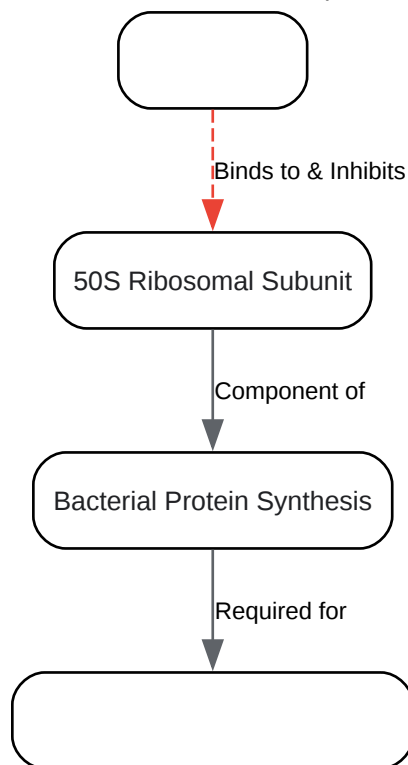 Binds to & Inhibits
50S Ribosomal Subunit
Component of
Bacterial Protein Synthesis
Required for